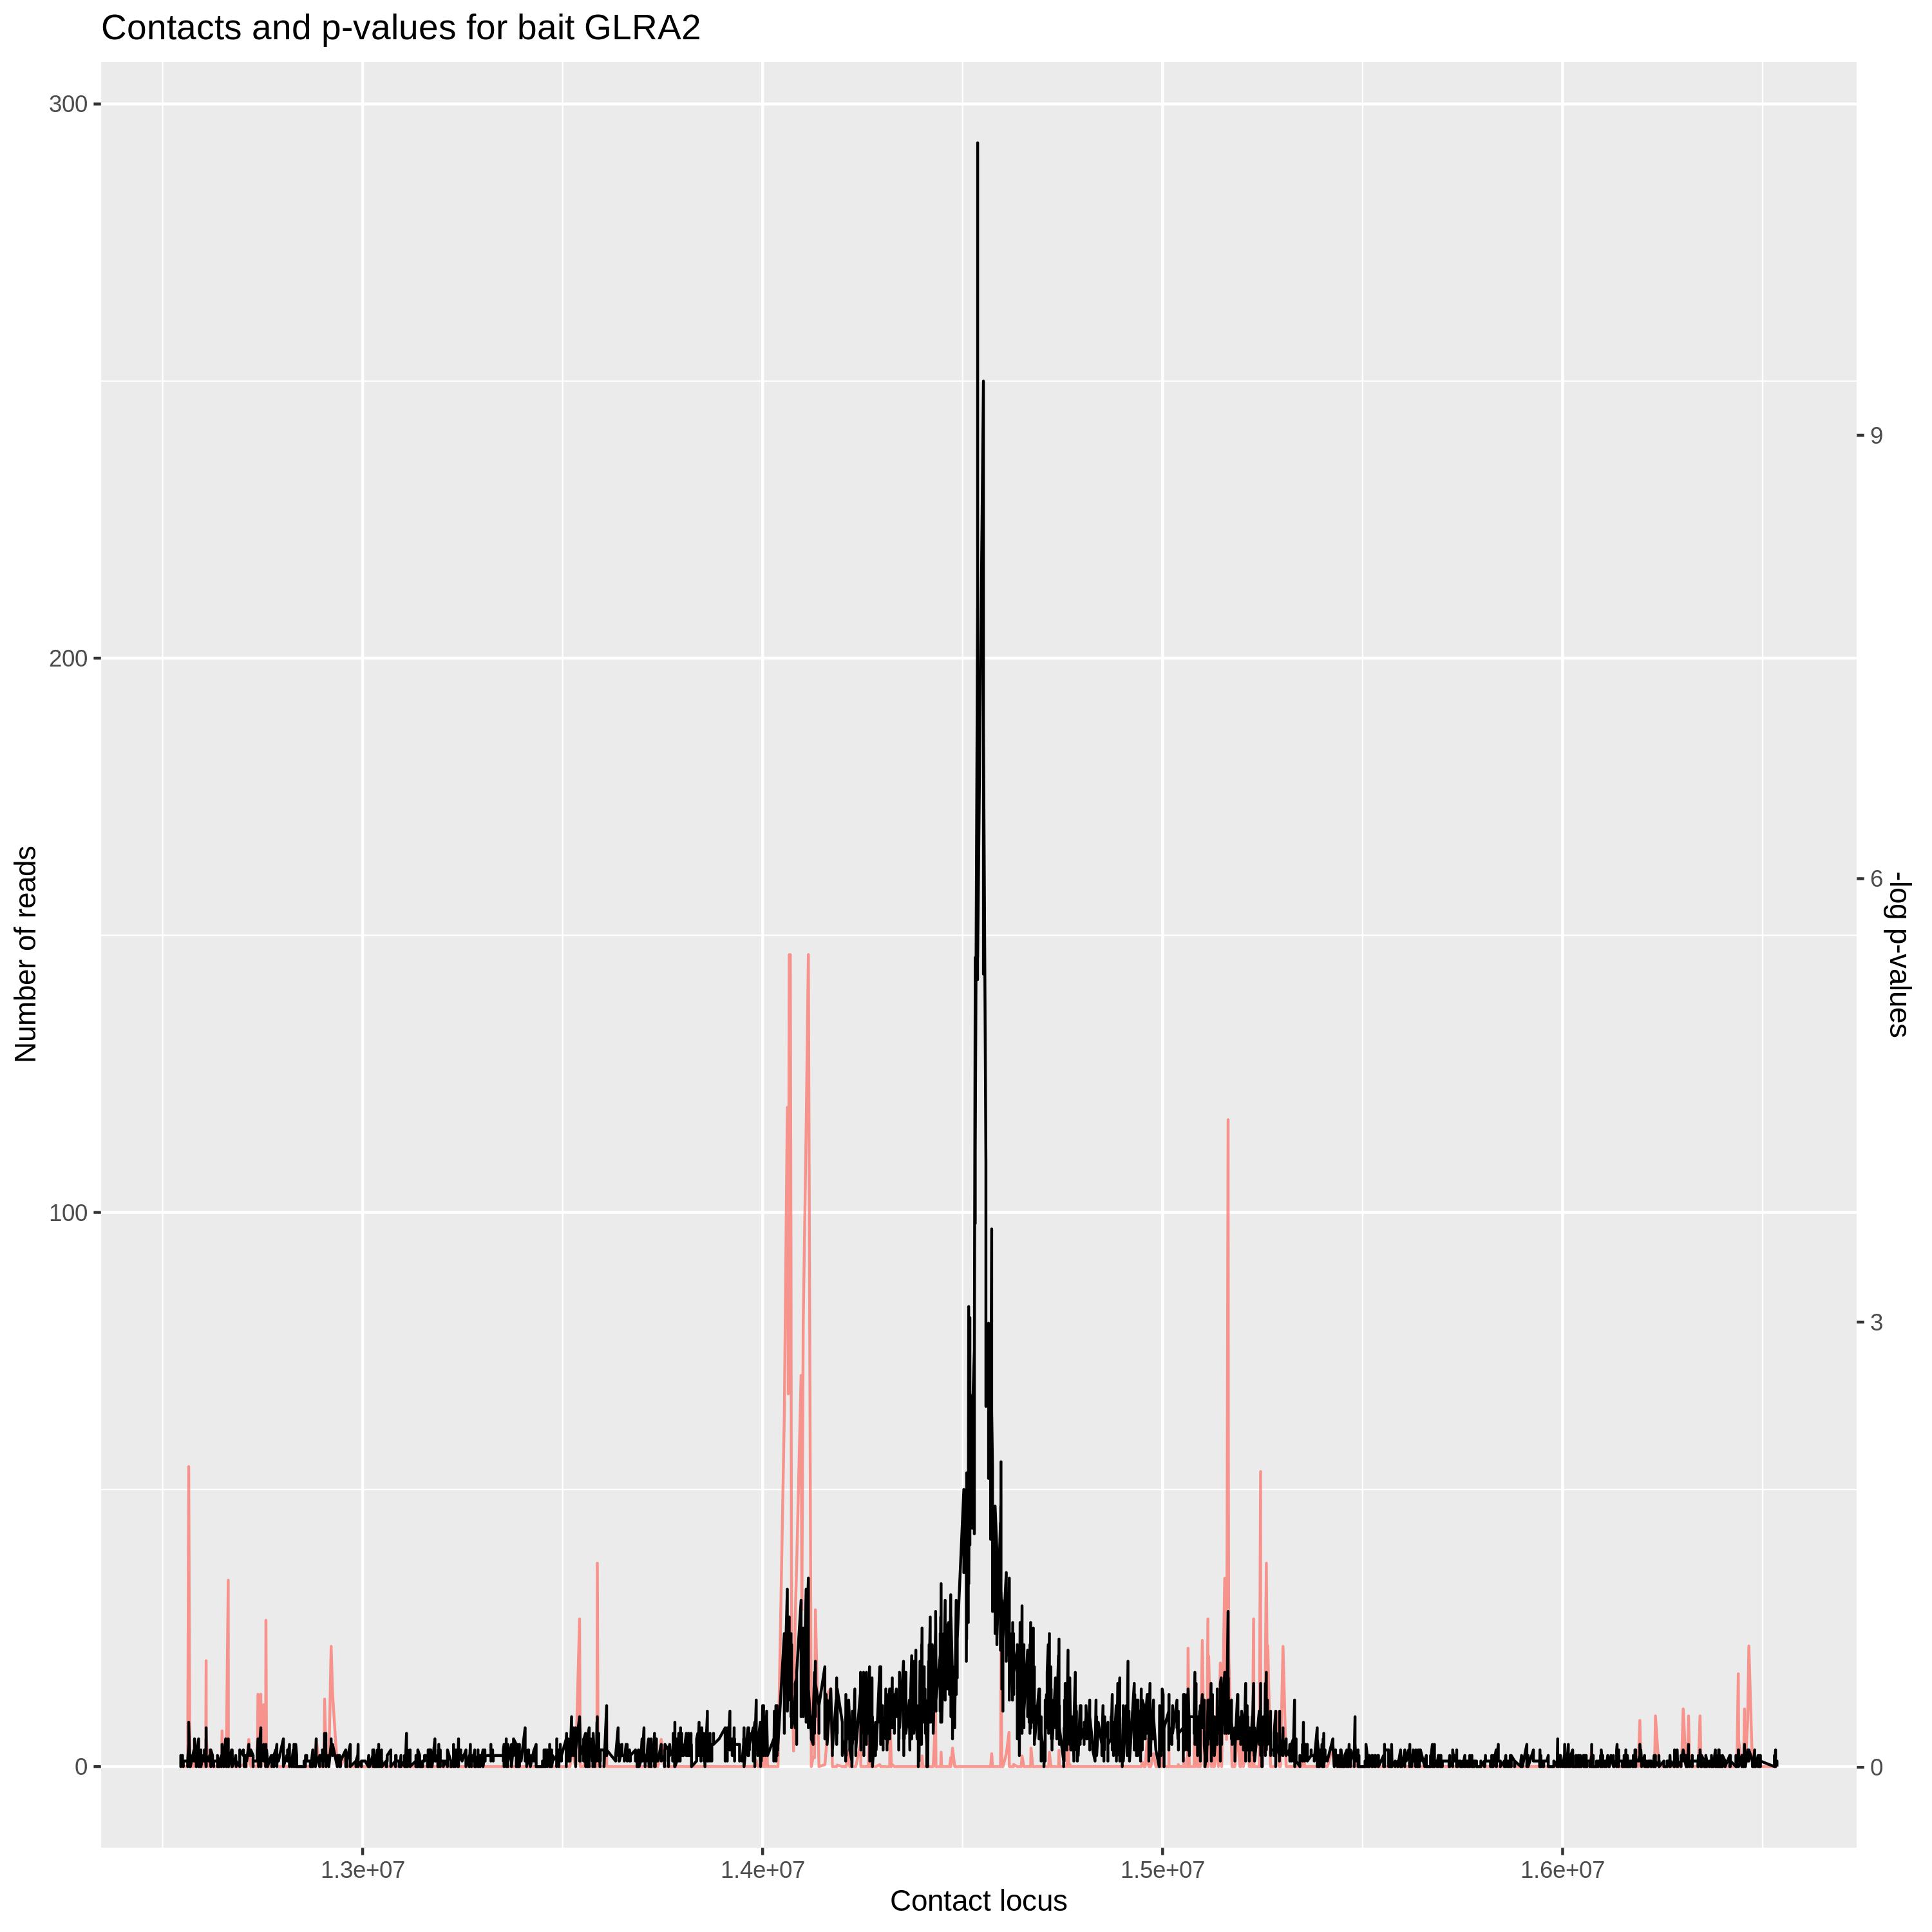 Contacts and p-values for bait GLRA2
300
200
100
0
Number of reads
9
6
3
0
-log p-values
1.3e+07
1.4e+07
1.5e+07
1.6e+07
Contact locus